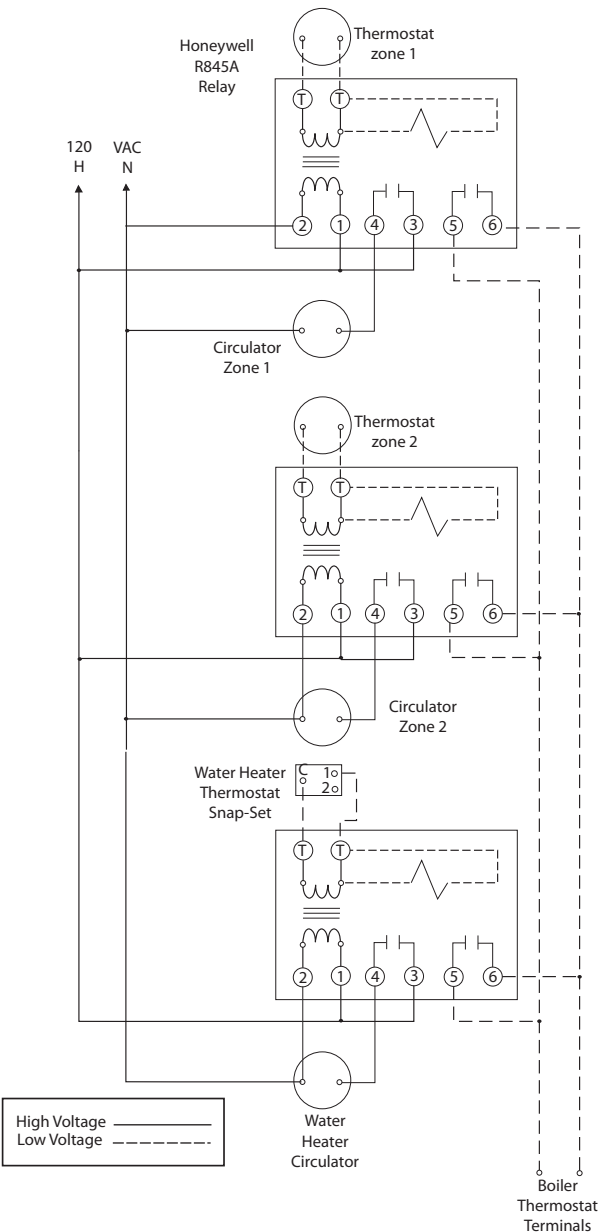 Thermostat
zone 1
Honeywell
R845A
Relay
T T
120 VAC
H N
2 1 4 3 5 6
Circulator
Zone 1
Thermostat
zone 2
T T
2 1 4 3 5 6
Circulator
Zone 2
Water Heater
Thermostat
Snap-Set
C 1
2
T T
2 1 4 3 5 6
High Voltage
Low Voltage
Water
Heater
Circulator
Boiler
Thermostat
Terminals